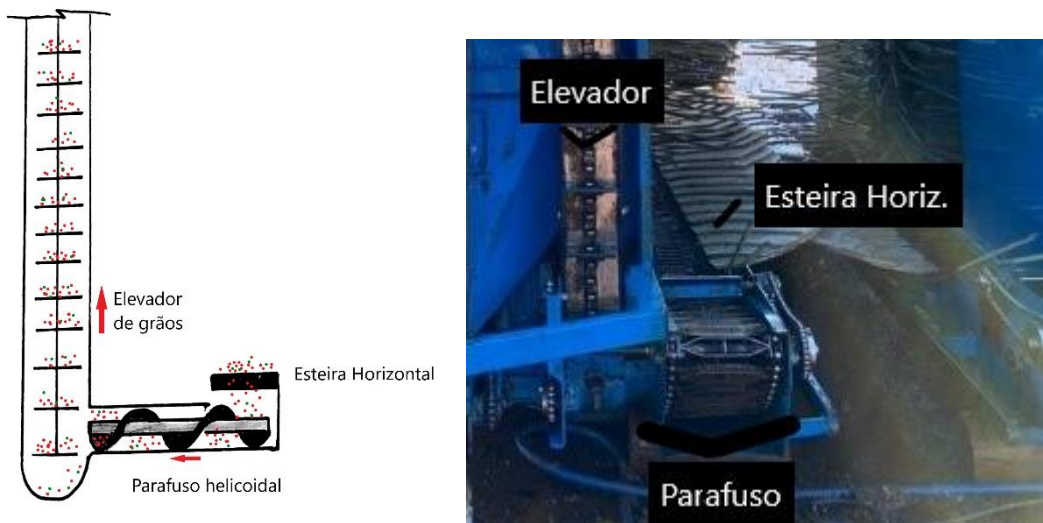 Elevador
de grãos
Esteira Horizontal
Parafuso helicoidal
Elevador
Esteira Horiz.
Parafuso